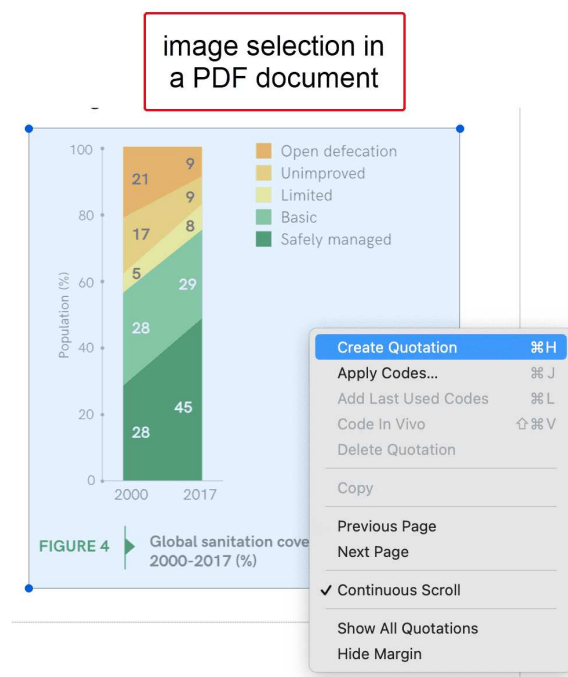 image selection in
a PDF document
100
80
60
40
20
0
Population (%)
21
17
5
28
28
9
9
8
29
45
2000 2017
Open defecation
Unimproved
Limited
Basic
Safely managed
FIGURE 4
Global sanitation cove
2000-2017 (%)
Create Quotation ⌘H
Apply Codes... ⌘J
Add Last Used Codes ⌘L
Code In Vivo ⇧⌘V
Delete Quotation
Copy
Previous Page
Next Page
✓ Continuous Scroll
Show All Quotations
Hide Margin